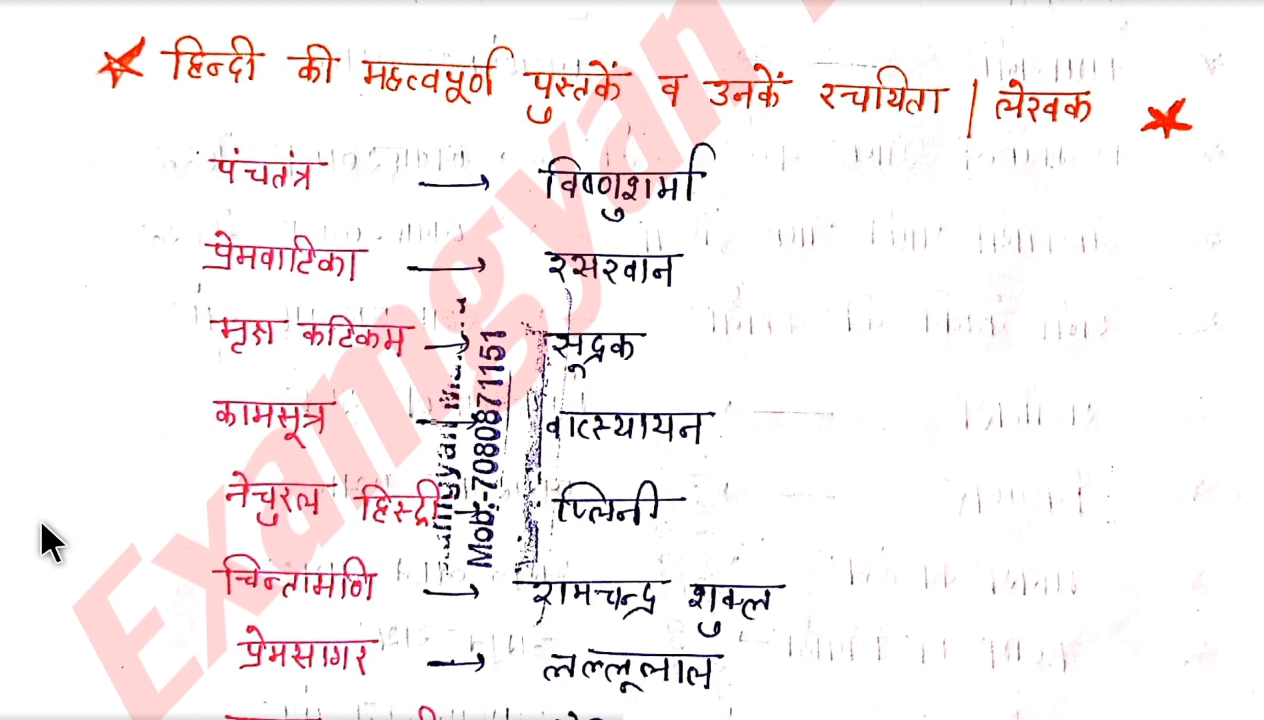 ★ हिन्दी की महत्वपूर्ण पुस्तकें व उनकें रचयिता / लेखक ★
पंचतंत्र → विष्णुशर्मा
प्रेमवाटिका → रसखान
मृछ कटिकम → सुद्रक
कामसूत्र → वात्स्यायन
नेचुरल हिस्ट्री → प्लिनी
चिन्तामणि → रामचन्द्र शुक्ल
प्रेमसागर → लल्लूलाल
Mob:-7080871151
Examgyan